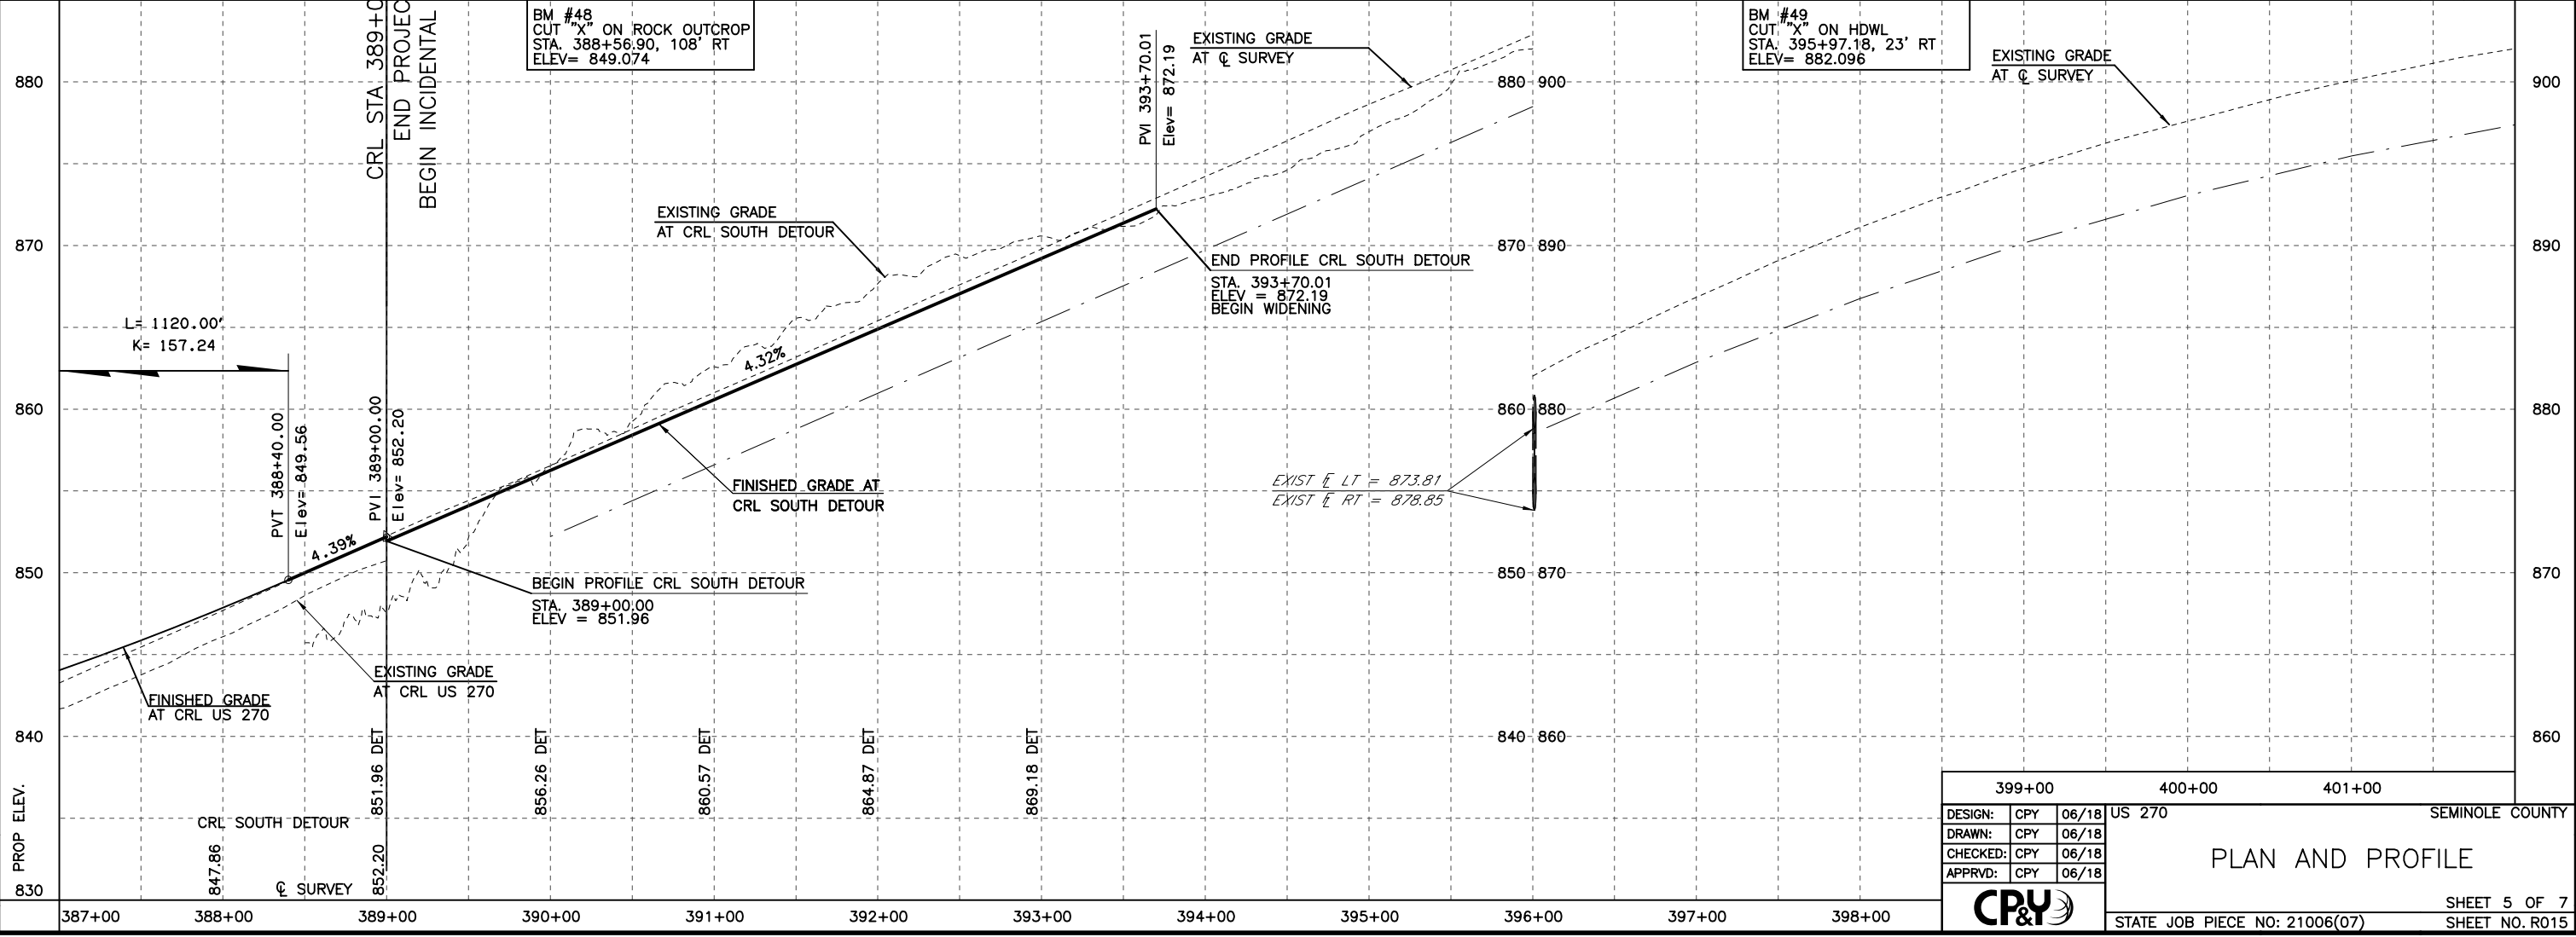 CRL STA 389+0
END PROJEC
BEGIN INCIDENTAL
BM #48
CUT "X" ON ROCK OUTCROP
STA. 388+56.90, 108' RT
ELEV= 849.074
PVI 393+70.01
Elev= 872.19
EXISTING GRADE
AT ℄ SURVEY
BM #49
CUT "X" ON HDWL
STA. 395+97.18, 23' RT
ELEV= 882.096
EXISTING GRADE
AT ℄ SURVEY
880
880 900
900
EXISTING GRADE
AT CRL SOUTH DETOUR
870
870 890
890
END PROFILE CRL SOUTH DETOUR
STA. 393+70.01
ELEV = 872.19
BEGIN WIDENING
L= 1120.00'
K= 157.24
4.32%
860
860 880
880
PVT 388+40.00
Elev= 849.56
PVI 389+00.00
Elev= 852.20
FINISHED GRADE AT
CRL SOUTH DETOUR
EXIST LT = 873.81
EXIST RT = 878.85
4.39%
850
850 870
870
BEGIN PROFILE CRL SOUTH DETOUR
STA. 389+00.00
ELEV = 851.96
EXISTING GRADE
AT CRL US 270
FINISHED GRADE
AT CRL US 270
840
840 860
860
851.96 DET
856.26 DET
860.57 DET
864.87 DET
869.18 DET
PROP ELEV.
CRL SOUTH DETOUR
847.86
852.20
830
℄ SURVEY
387+00 388+00 389+00 390+00 391+00 392+00 393+00 394+00 395+00 396+00 397+00 398+00
399+00 400+00 401+00
DESIGN: CPY 06/18
DRAWN: CPY 06/18
CHECKED: CPY 06/18
APPRVD: CPY 06/18
CP&Y
US 270
SEMINOLE COUNTY
PLAN AND PROFILE
SHEET 5 OF 7
STATE JOB PIECE NO: 21006(07)
SHEET NO. R015